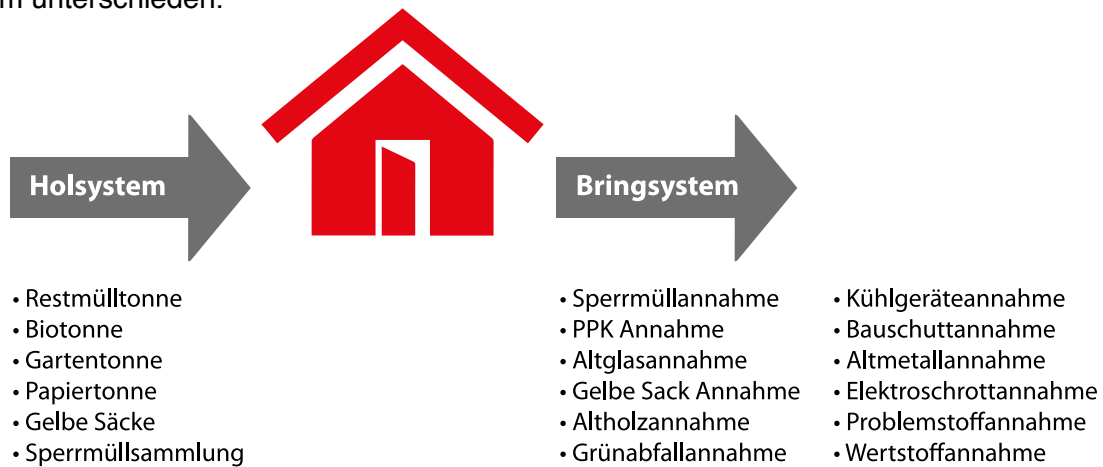 m unterschieden.
Holsystem
Bringsystem
• Restmülltonne
• Biotonne
• Gartentonne
• Papiertonne
• Gelbe Säcke
• Sperrmüllsammlung
• Sperrmüllannahme
• PPK Annahme
• Altglasannahme
• Gelbe Sack Annahme
• Altholzannahme
• Grünabfallannahme
• Kühlgeräteannahme
• Bauschuttannahme
• Altmetallannahme
• Elektroschrottannahme
• Problemstoffannahme
• Wertstoffannahme